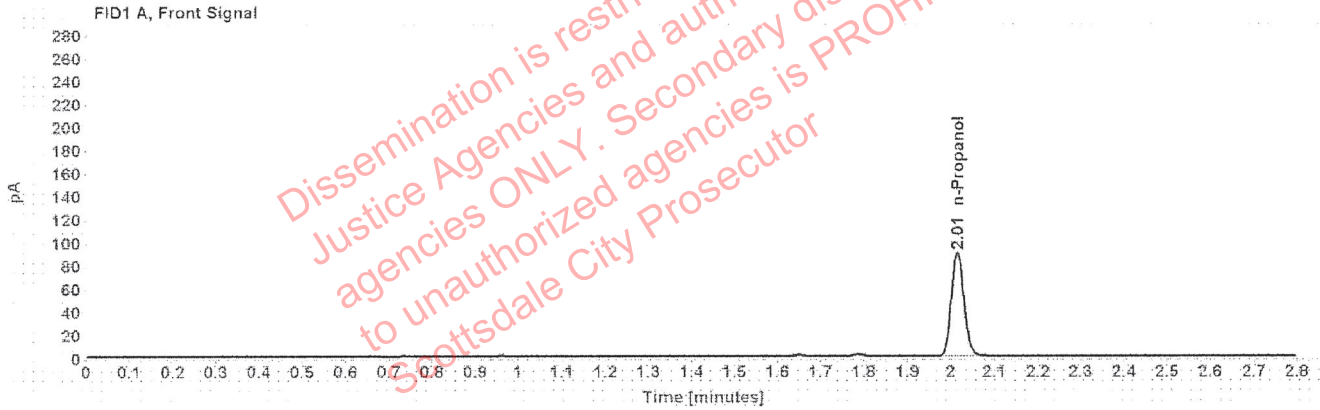 FID1 A, Front Signal
280
260
240
220
200
180
160
140
120
100
80
60
40
20
0
pA
2.01 n-Propanol
0 0.1 0.2 0.3 0.4 0.5 0.6 0.7 0.8 0.9 1 1.1 1.2 1.3 1.4 1.5 1.6 1.7 1.8 1.9 2 2.1 2.2 2.3 2.4 2.5 2.6 2.7 2.8
Time [minutes]
Dissemination is
Justice Agencies and
agencies ONLY. Secondary
to unauthorized agencies is
Scottsdale City Prosecutor